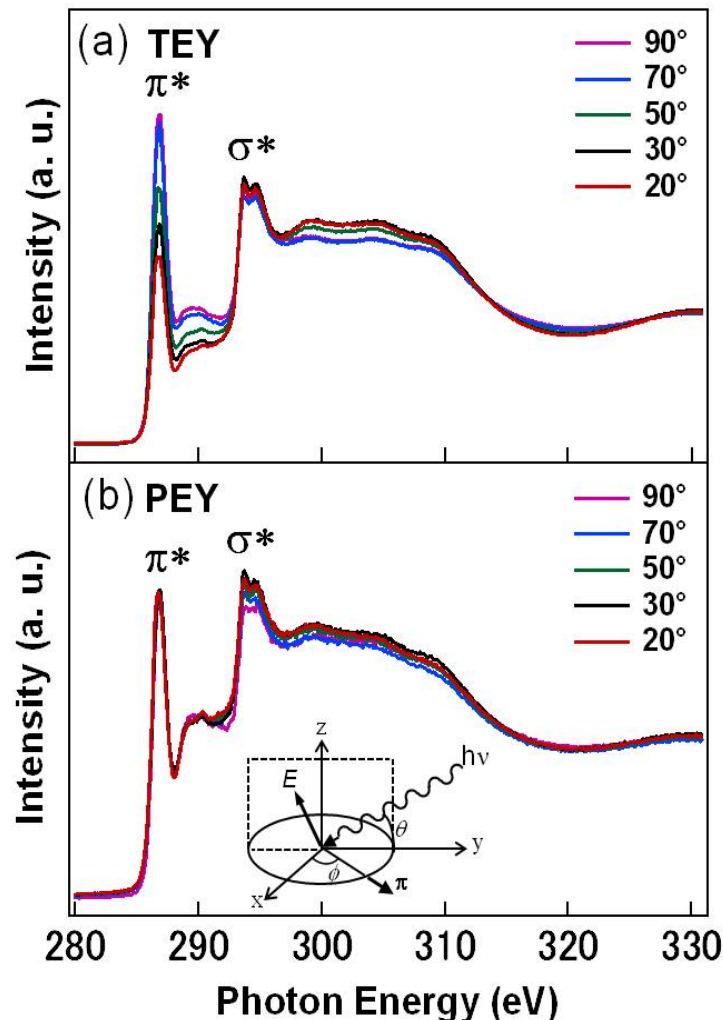 (a) TEY
π*
σ*
90°
70°
50°
30°
20°
Intensity (a. u.)
(b) PEY
π*
σ*
90°
70°
50°
30°
20°
Intensity (a. u.)
z
hν
E
θ
y
x
ϕ
π
280 290 300 310 320 330
Photon Energy (eV)